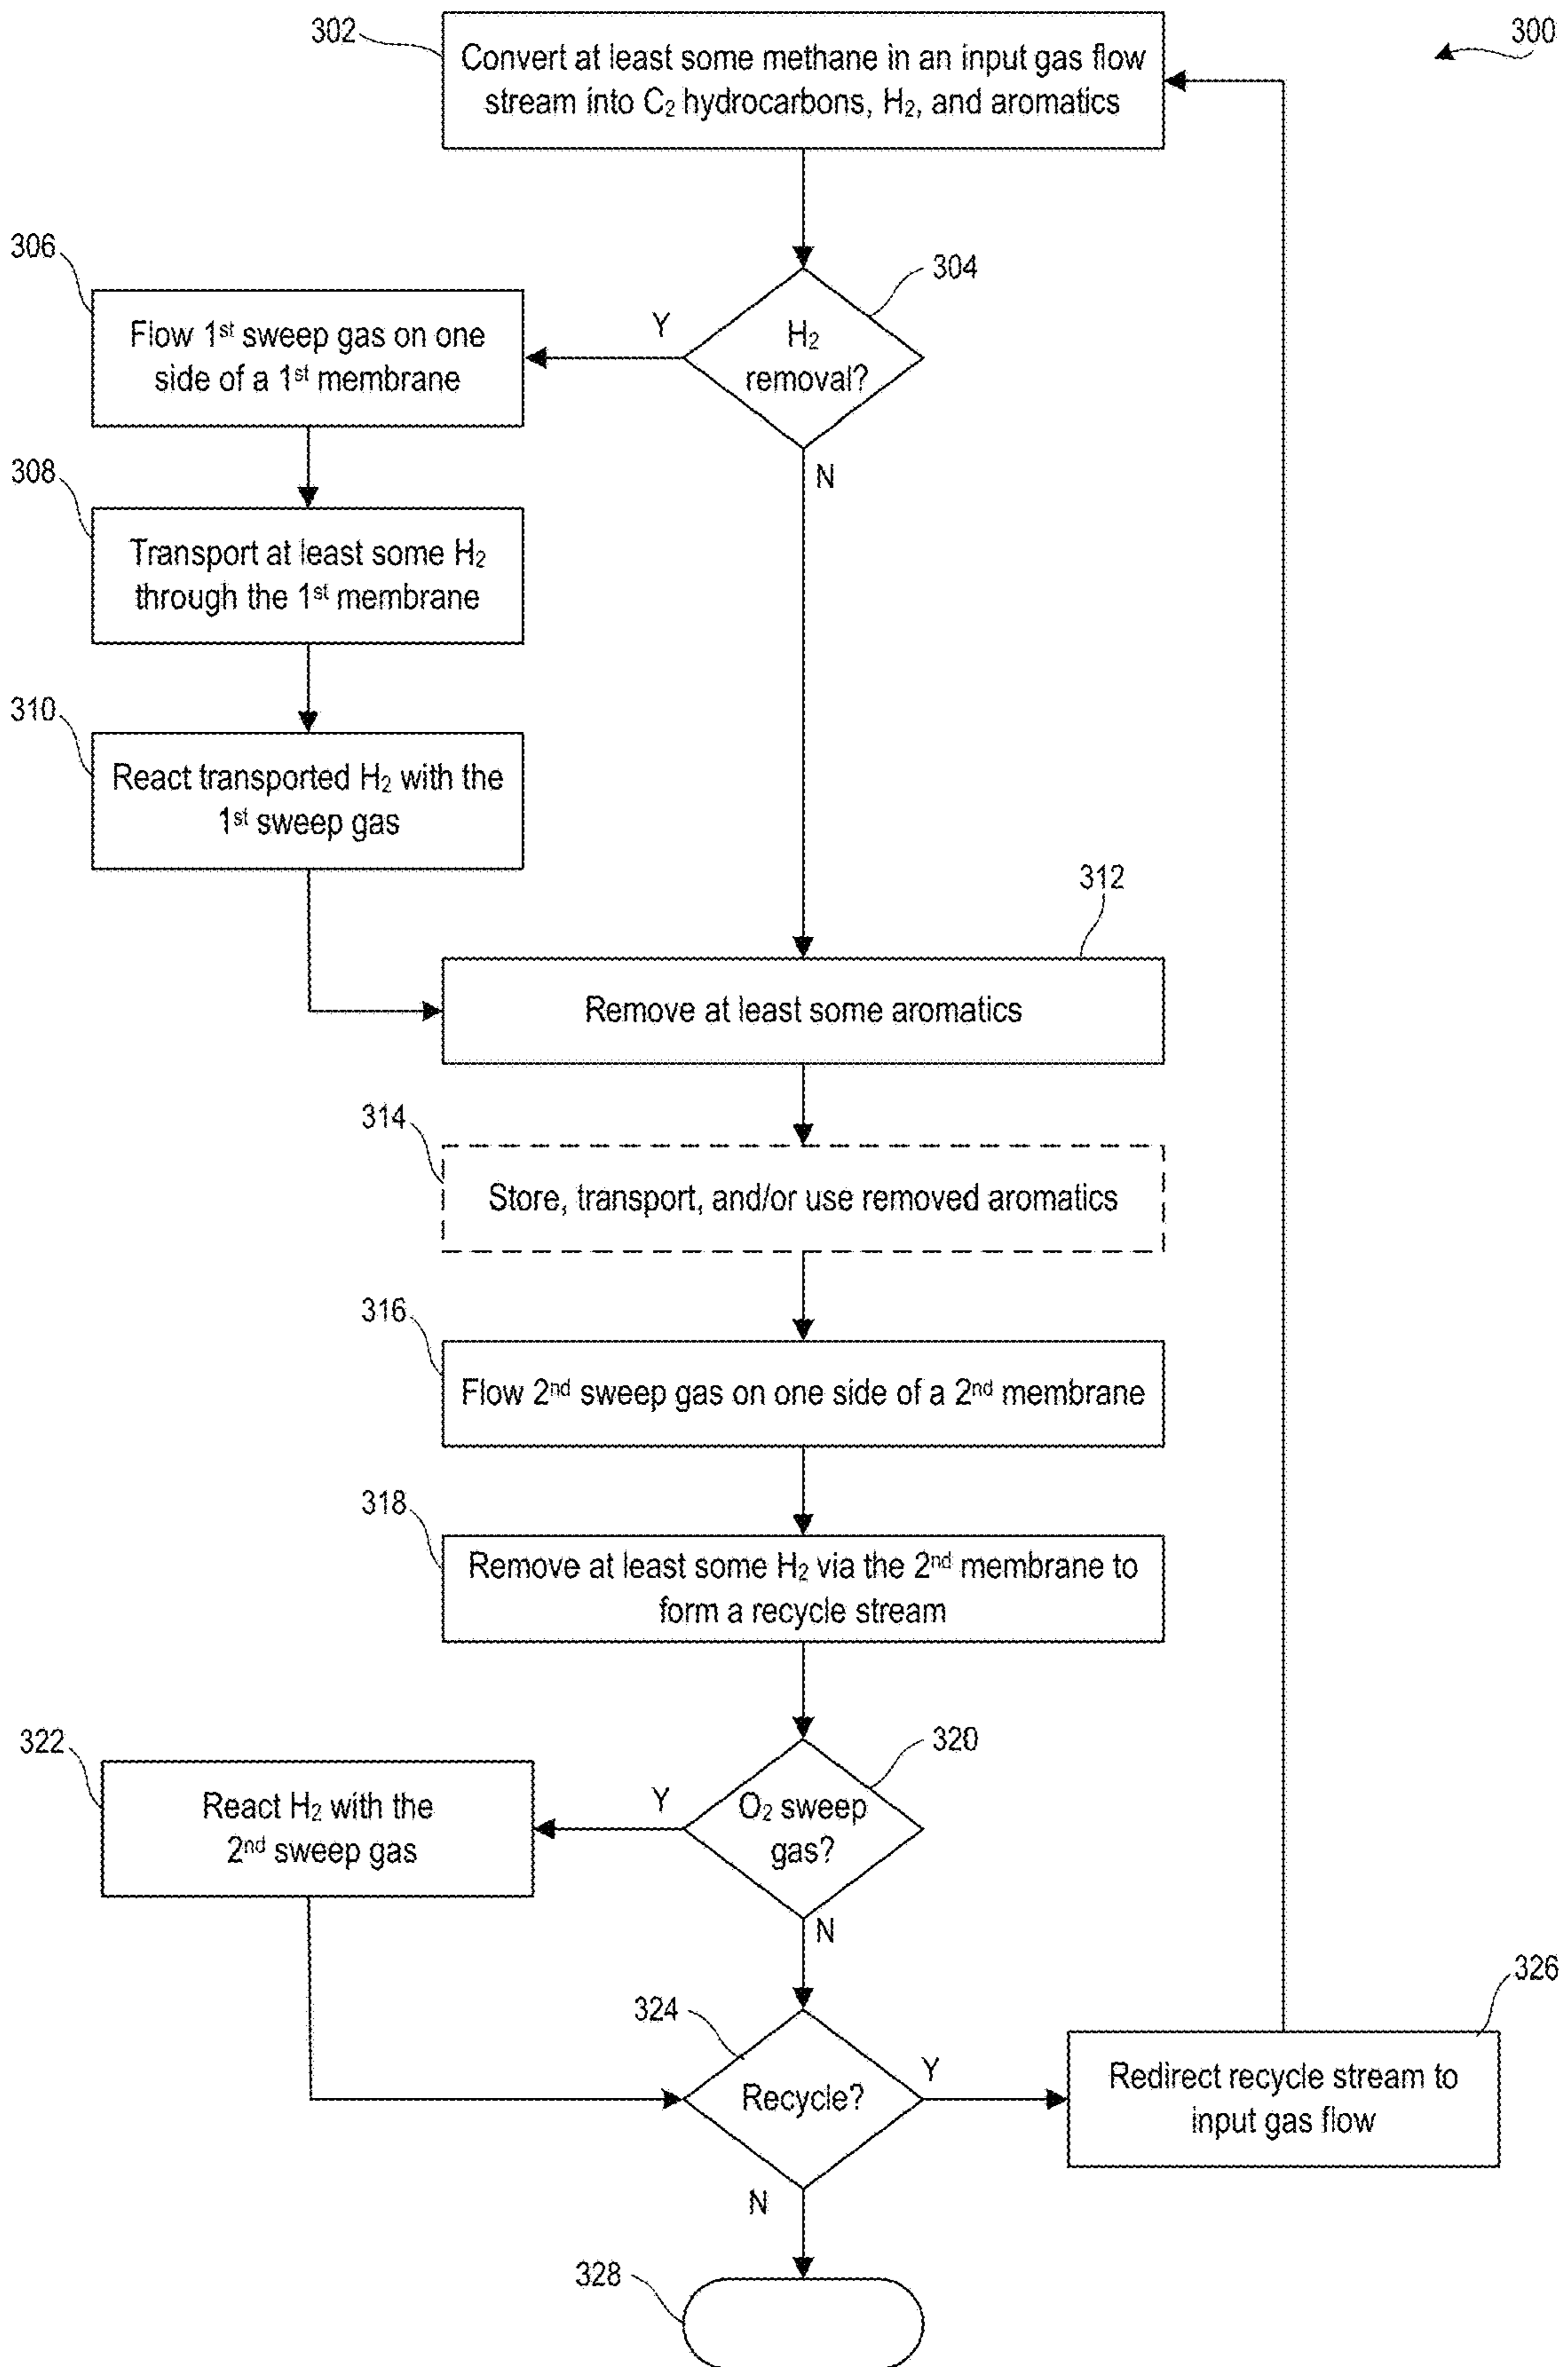 300
302
Convert at least some methane in an input gas flow
stream into C₂ hydrocarbons, H₂, and aromatics
304
H₂
removal?
Y
N
306
Flow 1ˢᵗ sweep gas on one
side of a 1ˢᵗ membrane
308
Transport at least some H₂
through the 1ˢᵗ membrane
310
React transported H₂ with the
1ˢᵗ sweep gas
312
Remove at least some aromatics
314
Store, transport, and/or use removed aromatics
316
Flow 2ⁿᵈ sweep gas on one side of a 2ⁿᵈ membrane
318
Remove at least some H₂ via the 2ⁿᵈ membrane to
form a recycle stream
320
O₂ sweep
gas?
Y
N
322
React H₂ with the
2ⁿᵈ sweep gas
324
Recycle?
Y
N
326
Redirect recycle stream to
input gas flow
328